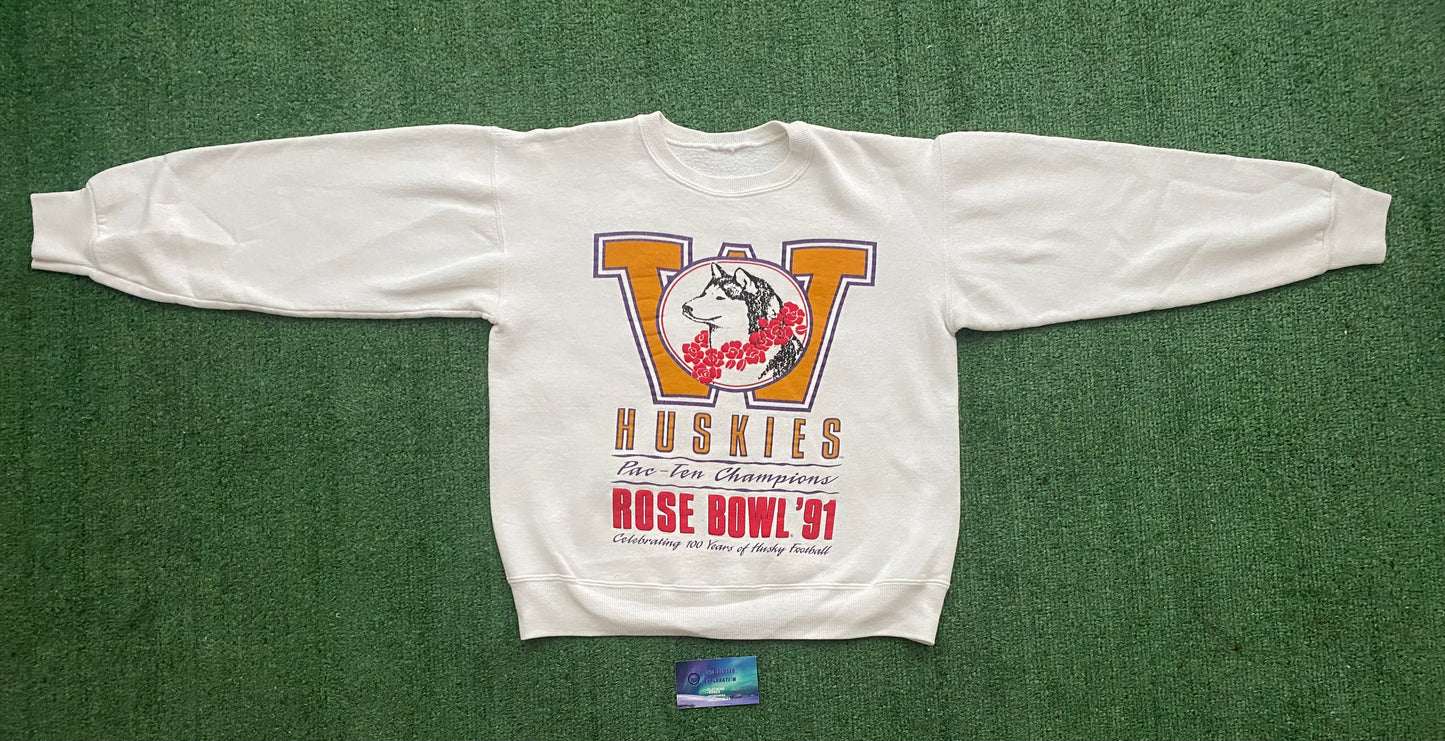 W
HUSKIES
Pac-Ten Champions
ROSE BOWL '91
Celebrating 100 Years of Husky Football